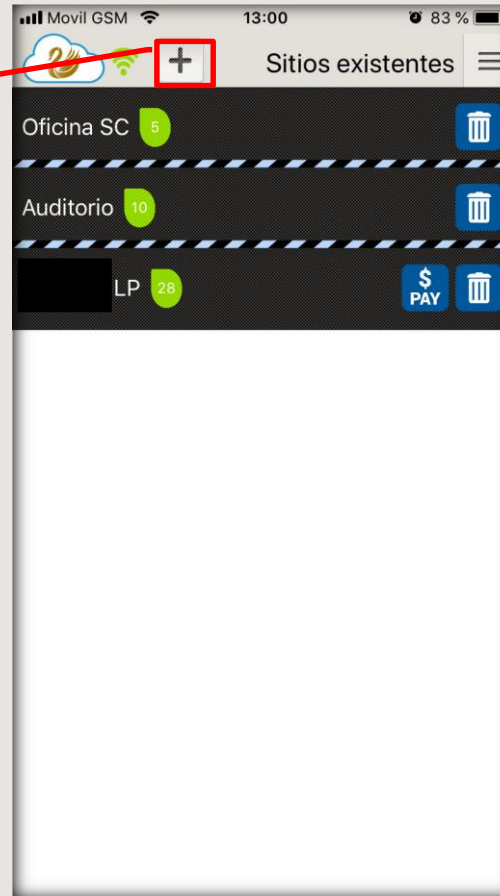 Movil GSM 13:00 83 %
+ Sitios existentes
Oficina SC 5
Auditorio 10
LP 28 $ PAY